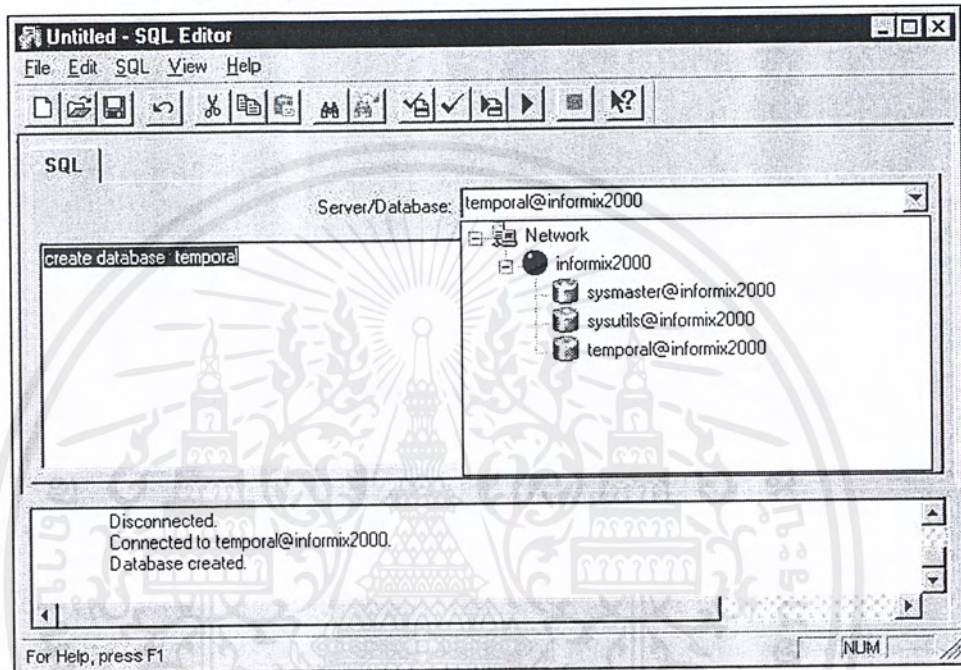 Untitled - SQL Editor
File Edit SQL View Help
SQL
Server/Database: temporal@informix2000
create database temporal
Network
informix2000
sysmaster@informix2000
sysutils@informix2000
temporal@informix2000
Disconnected.
Connected to temporal@informix2000.
Database created.
For Help, press F1
NUM